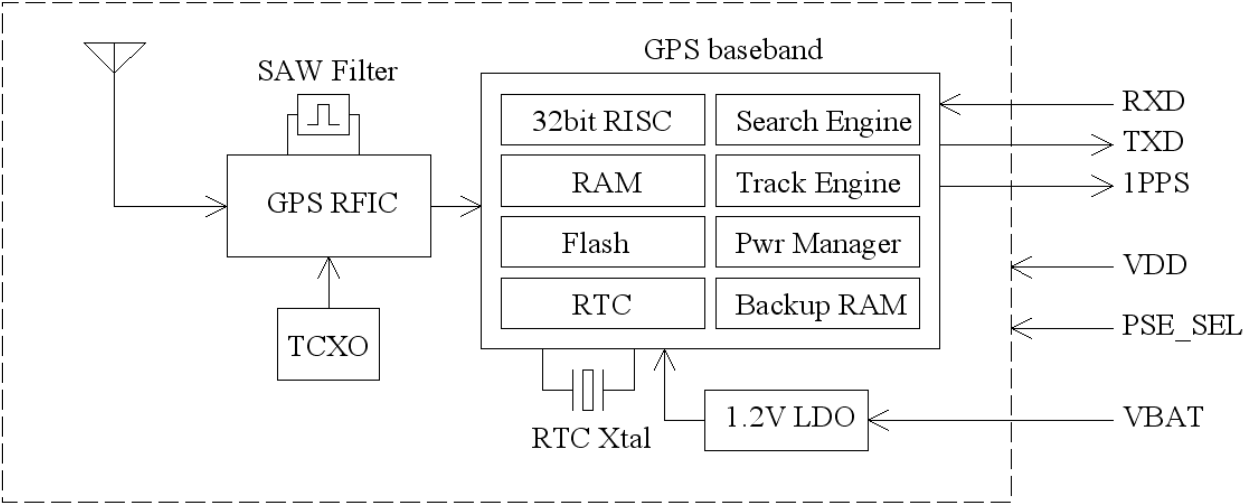 GPS baseband
SAW Filter
32bit RISC
Search Engine
RXD
TXD
RAM
Track Engine
1PPS
GPS RFIC
Flash
Pwr Manager
VDD
RTC
Backup RAM
PSE_SEL
TCXO
1.2V LDO
VBAT
RTC Xtal